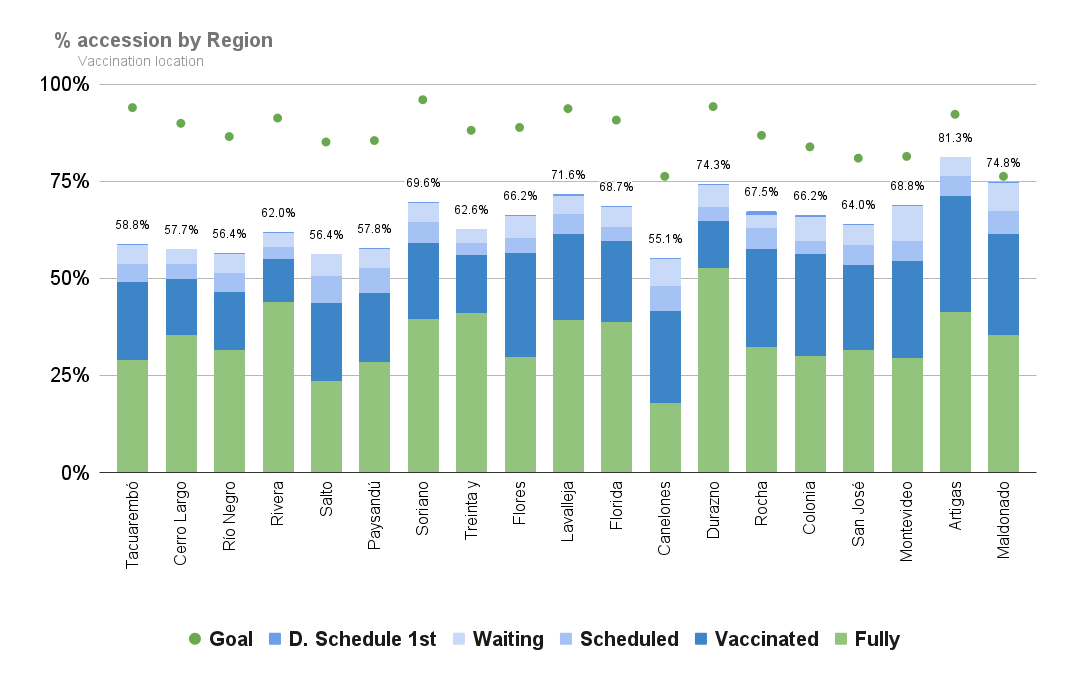 % accession by Region
Vaccination location
100%
75%
50%
25%
0%
58.8%
57.7%
56.4%
62.0%
56.4%
57.8%
69.6%
62.6%
66.2%
71.6%
68.7%
55.1%
74.3%
67.5%
66.2%
64.0%
68.8%
81.3%
74.8%
Tacuarembó
Cerro Largo
Río Negro
Rivera
Salto
Paysandú
Soriano
Treinta y
Flores
Lavalleja
Florida
Canelones
Durazno
Rocha
Colonia
San José
Montevideo
Artigas
Maldonado
Goal D. Schedule 1st Waiting Scheduled Vaccinated Fully